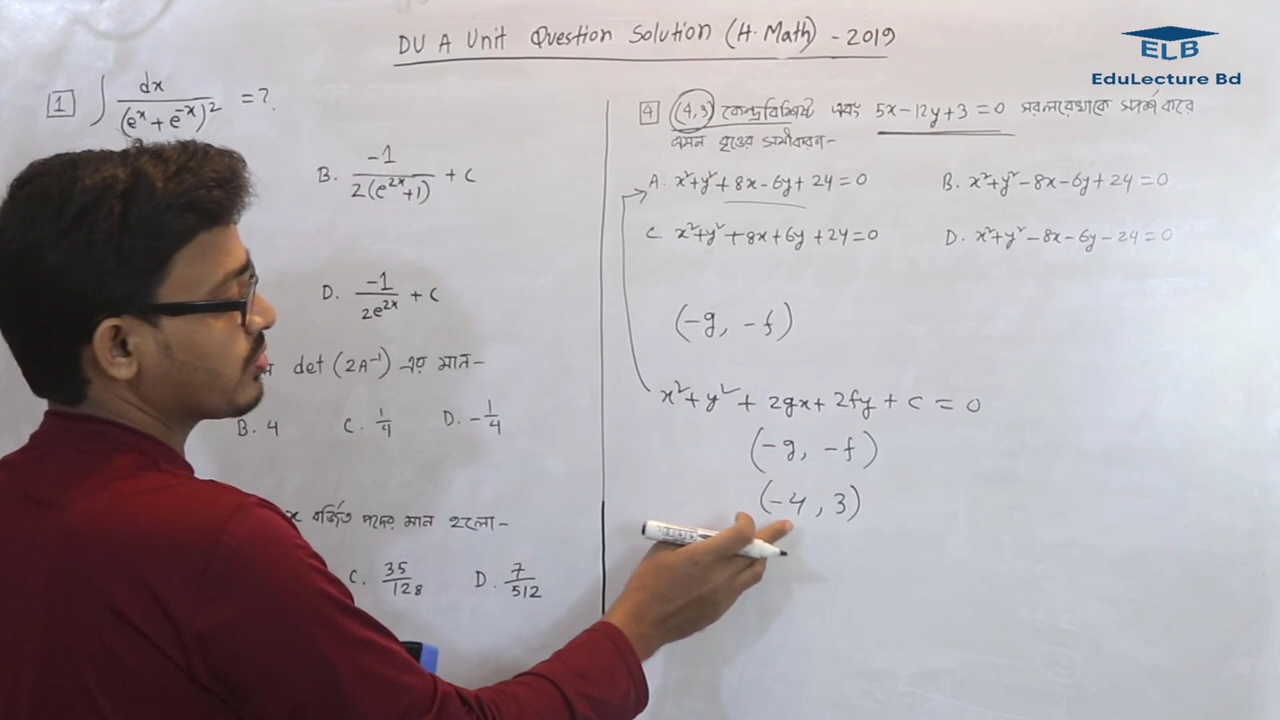 DU A Unit Question Solution (H. Math) - 2019
ELB
EduLecture Bd
1 ∫ dx/(eˣ + e⁻ˣ)² = ?.
B. -1/2(e²ˣ+1) + c
D. -1/2e²ˣ + c
det (2A⁻¹) এর মান-
B. 4 C. 1/4 D. -1/4
x বর্জিত পদের মান হলো-
C. 35/128 D. 7/512
4 (4,3) কেন্দ্রবিশিষ্ট এবং 5x-12y+3=0 সরলরেখাকে স্পর্শ করে
এমন বৃত্তের সমীকরণ-
A. x²+y²+8x-6y+24=0 B. x²+y²-8x-6y+24=0
C. x²+y²+8x+6y+24=0 D. x²+y²-8x-6y-24=0
(-g, -f)
x²+y²+2gx+2fy+c=0
(-g, -f)
(-4, 3)